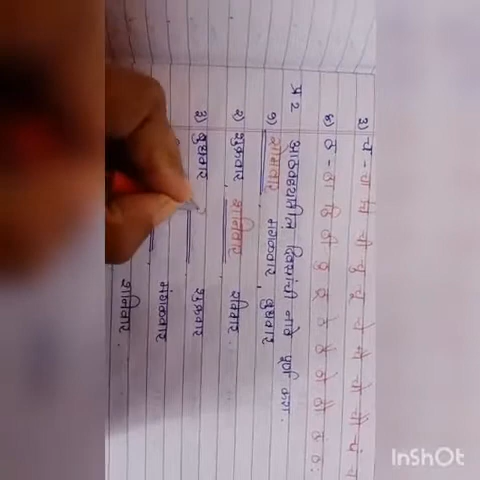 ३) च - चा चि ची चु चू चे चै चो चौ चं च
४) ठ - ठा ठि ठी ठु ठू ठे ठै ठो ठौ ठं ठ:
प्र २ आठवड्यातील दिवसांची नावे पूर्ण करा.
१) सोमवार मंगळवार, बुधवार
२) शुक्रवार, शनिवार, रविवार
३) बुधवार शुक्रवार
मंगळवार
शनिवार.
InShOt